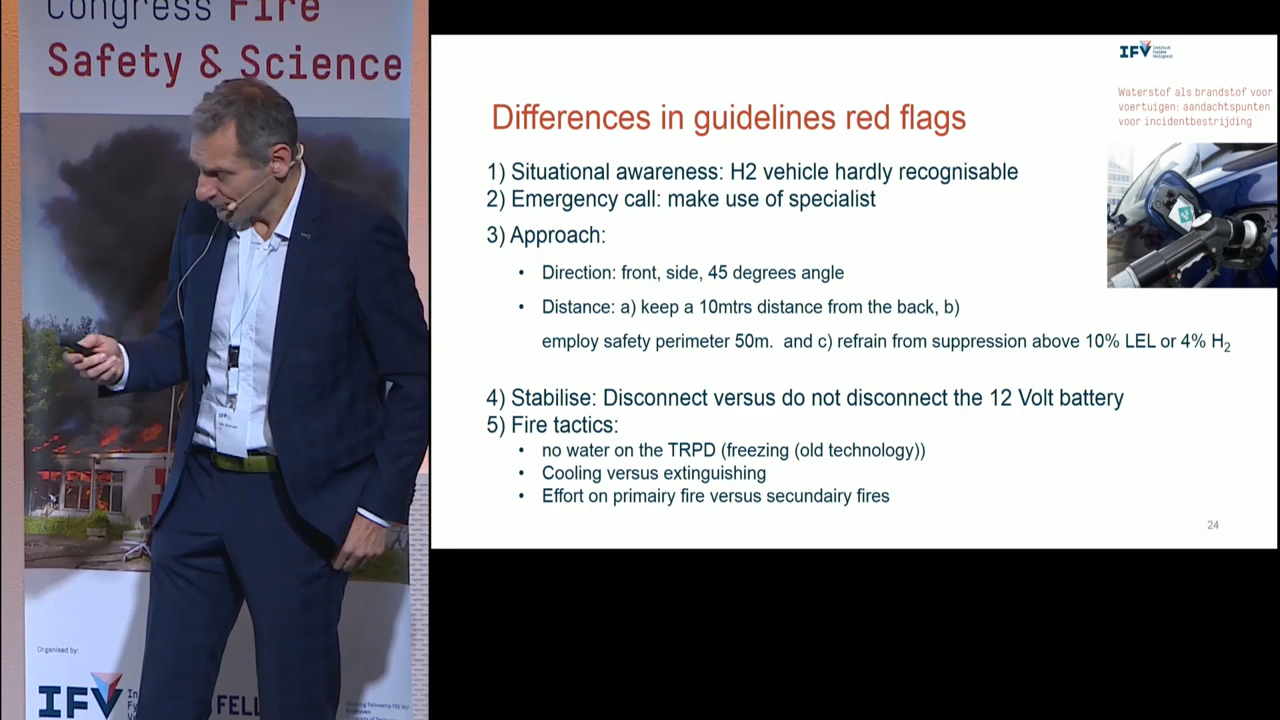 Congress Fire
Safety & Science
Organised by:
IFV
FELL
IFV
Instituut
Fysieke
Veiligheid
Waterstof als brandstof voor
voertuigen: aandachtspunten
voor incidentbestrijding
Differences in guidelines red flags
1) Situational awareness: H2 vehicle hardly recognisable
2) Emergency call: make use of specialist
3) Approach:
• Direction: front, side, 45 degrees angle
• Distance: a) keep a 10mtrs distance from the back, b)
employ safety perimeter 50m. and c) refrain from suppression above 10% LEL or 4% H₂
4) Stabilise: Disconnect versus do not disconnect the 12 Volt battery
5) Fire tactics:
• no water on the TRPD (freezing (old technology))
• Cooling versus extinguishing
• Effort on primairy fire versus secundairy fires
24